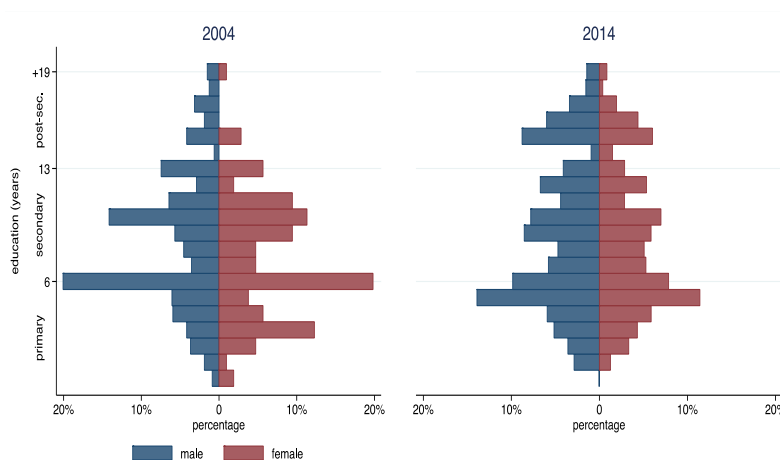 2004
2014
education (years)
post-sec.
secondary
primary
+19
13
6
20%
10%
0
10%
20%
20%
10%
0
10%
20%
percentage
percentage
male
female